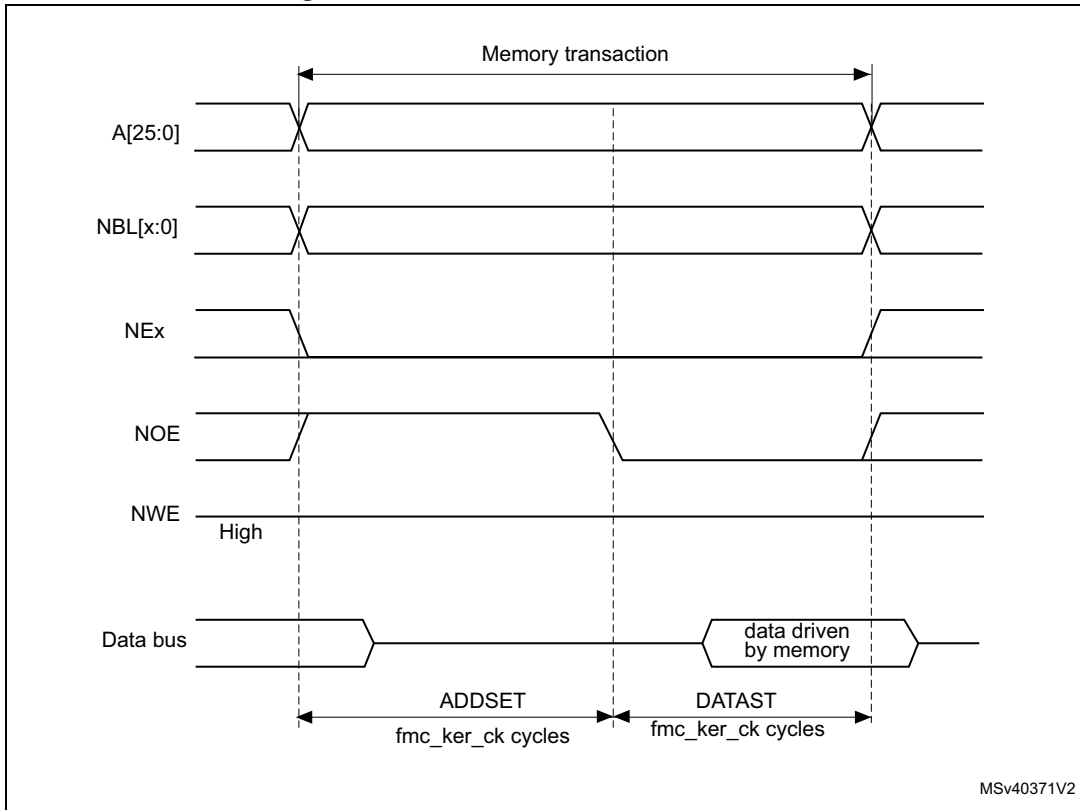 Memory transaction
A[25:0]
NBL[x:0]
NEx
NOE
NWE
High
Data bus
data driven
by memory
ADDSET
DATAST
fmc_ker_ck cycles
fmc_ker_ck cycles
MSv40371V2